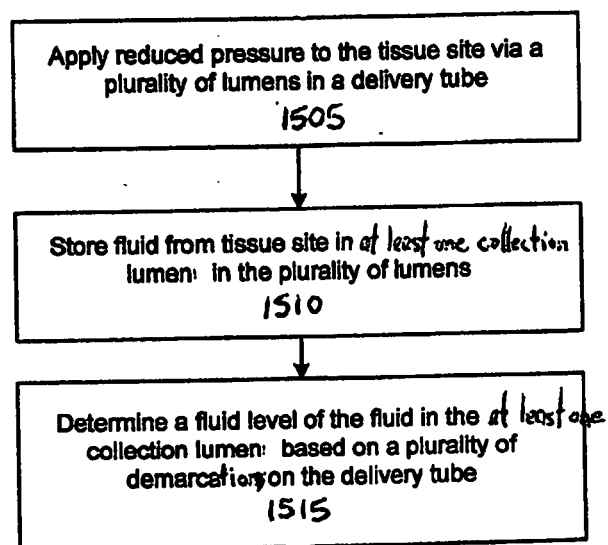 Apply reduced pressure to the tissue site via a
plurality of lumens in a delivery tube
1505
Store fluid from tissue site in at least one collection
lumen in the plurality of lumens
1510
Determine a fluid level of the fluid in the at least one
collection lumen based on a plurality of
demarcations on the delivery tube
1515